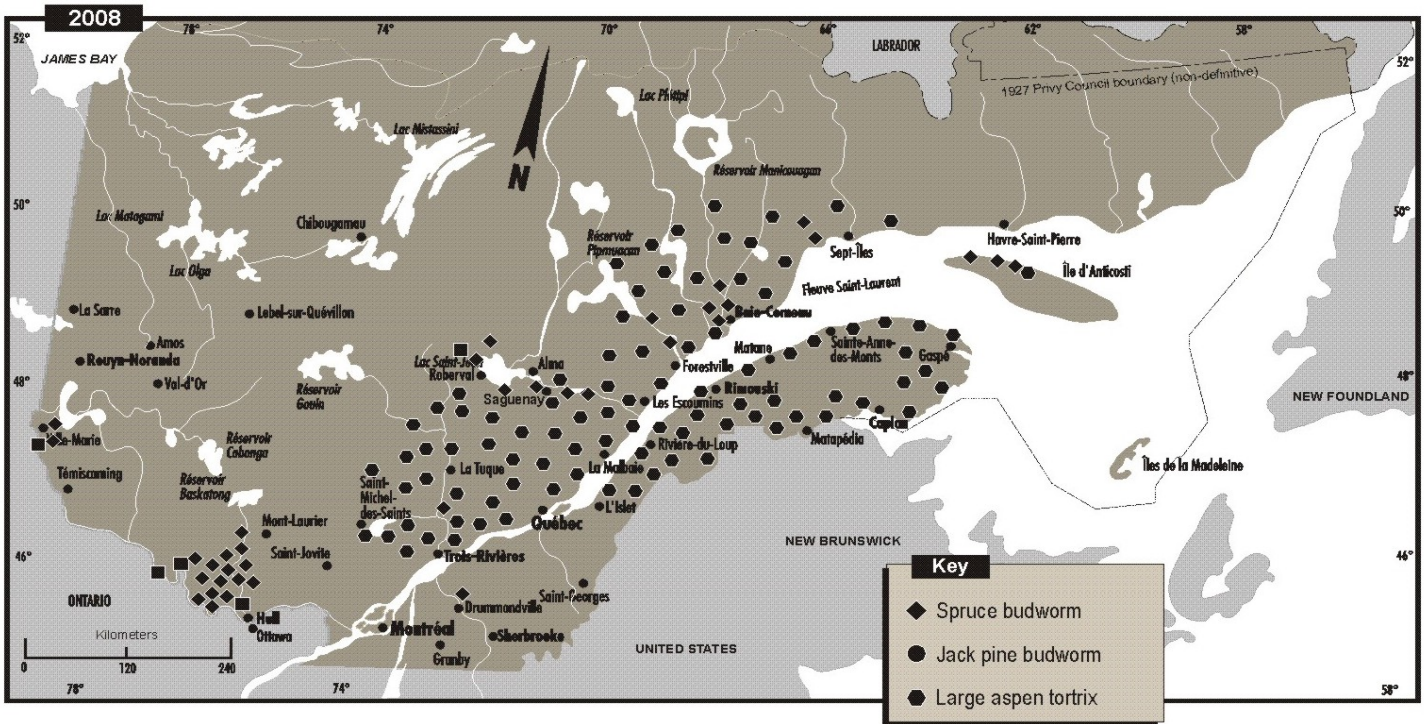 2008
52°
78°
74
70
66
62
58°
52°
JAMES BAY
LABRADOR
1927 Privy Council boundary (non-definitive)
Lac Phitipi
Lac Mistassini
N
Réservoir Manicouagan
50°
50°
Lac Matagami
Chibougamau
Réservoir
Pipmuacan
Sept-Îles
Havre-Saint-Pierre
Lac Olga
Île d'Anticosti
Fleuve Saint-Laurent
La Sarre
Lebel-sur-Quévillon
Baie-Comeau
Amos
Rouyn-Noranda
Matane
Sainte-Anne-
des-Monts
Gaspé
Lac Saint-Jean
Roberval
Alma
Forestville
48°
48°
Val-d'Or
Réservoir
Gouin
Saguenay
Rimouski
Les Escoumins
NEW FOUNDLAND
Caplan
Ville-Marie
Réservoir
Cabonga
Rivière-du-Loup
Matapédia
Témiscaming
La Tuque
La Malbaie
Îles de la Madeleine
Réservoir
Baskatong
Saint-
Michel-
des-Saints
L'Islet
Mont-Laurier
Québec
NEW BRUNSWICK
46°
Saint-Jovite
Trois-Rivières
46°
ONTARIO
Saint-Georges
Drummondville
Hull
Ottawa
Montréal
Sherbrooke
Granby
UNITED STATES
Kilometers
0 120 240
78°
74°
58°
Key
Spruce budworm
Jack pine budworm
Large aspen tortrix